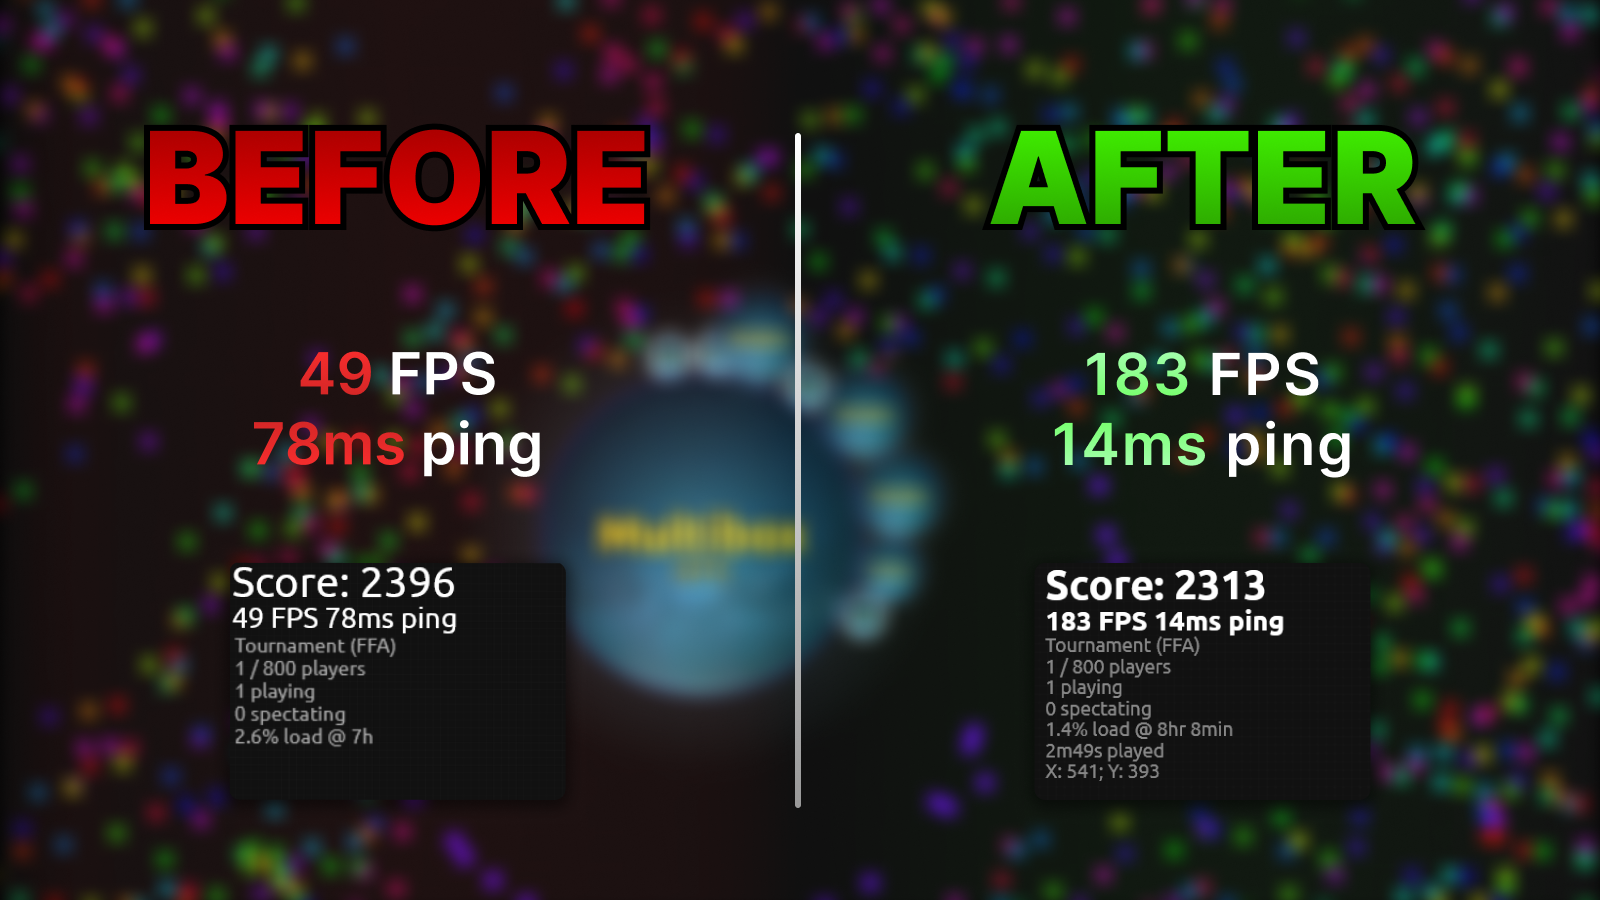 BEFORE
49 FPS
78ms ping
Score: 2396
49 FPS 78ms ping
Tournament (FFA)
1 / 800 players
1 playing
0 spectating
2.6% load @ 7h
Multibox
AFTER
183 FPS
14ms ping
Score: 2313
183 FPS 14ms ping
Tournament (FFA)
1 / 800 players
1 playing
0 spectating
1.4% load @ 8hr 8min
2m49s played
X: 541; Y: 393